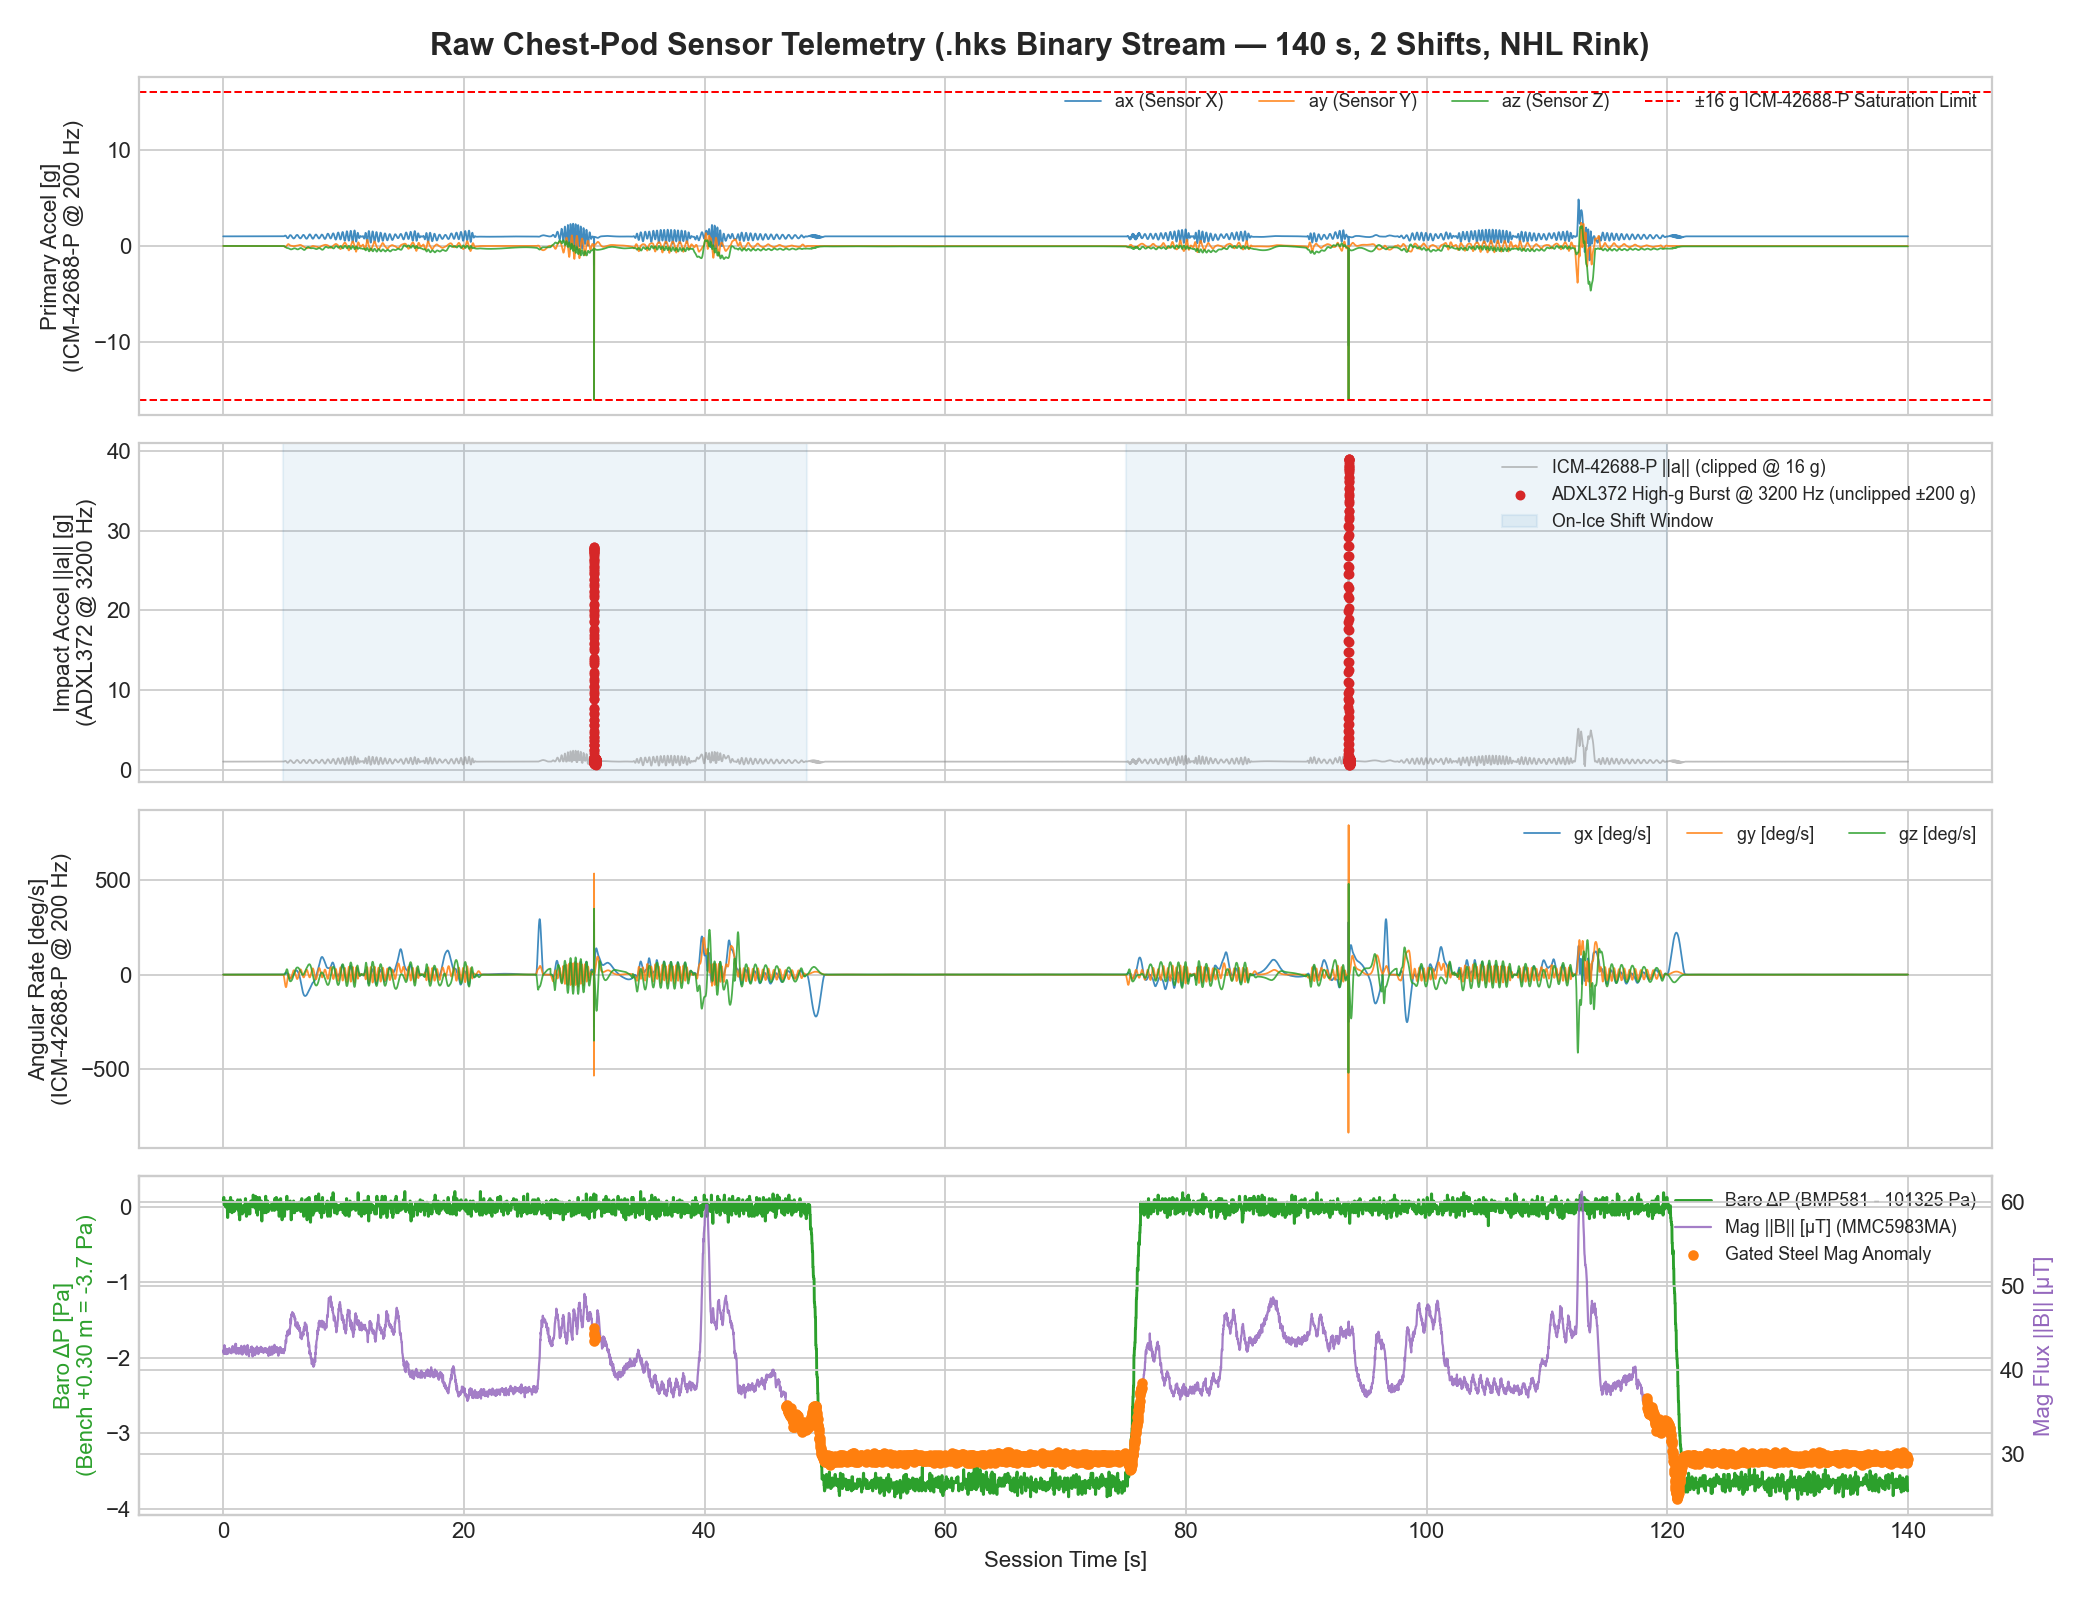 Raw Chest-Pod Sensor Telemetry (.hks Binary Stream — 140 s, 2 Shifts, NHL Rink)
Primary Accel [g]
(ICM-42688-P @ 200 Hz)
10
0
−10
ax (Sensor X)
ay (Sensor Y)
az (Sensor Z)
±16 g ICM-42688-P Saturation Limit
Impact Accel ||a|| [g]
(ADXL372 @ 3200 Hz)
40
30
20
10
0
ICM-42688-P ||a|| (clipped @ 16 g)
ADXL372 High-g Burst @ 3200 Hz (unclipped ±200 g)
On-Ice Shift Window
Angular Rate [deg/s]
(ICM-42688-P @ 200 Hz)
500
0
−500
gx [deg/s]
gy [deg/s]
gz [deg/s]
Baro ΔP [Pa]
(Bench +0.30 m = -3.7 Pa)
0
−1
−2
−3
−4
Baro ΔP (BMP581 - 101325 Pa)
Mag ||B|| [µT] (MMC5983MA)
Gated Steel Mag Anomaly
60
50
40
30
Mag Flux ||B|| [µT]
0
20
40
60
80
100
120
140
Session Time [s]